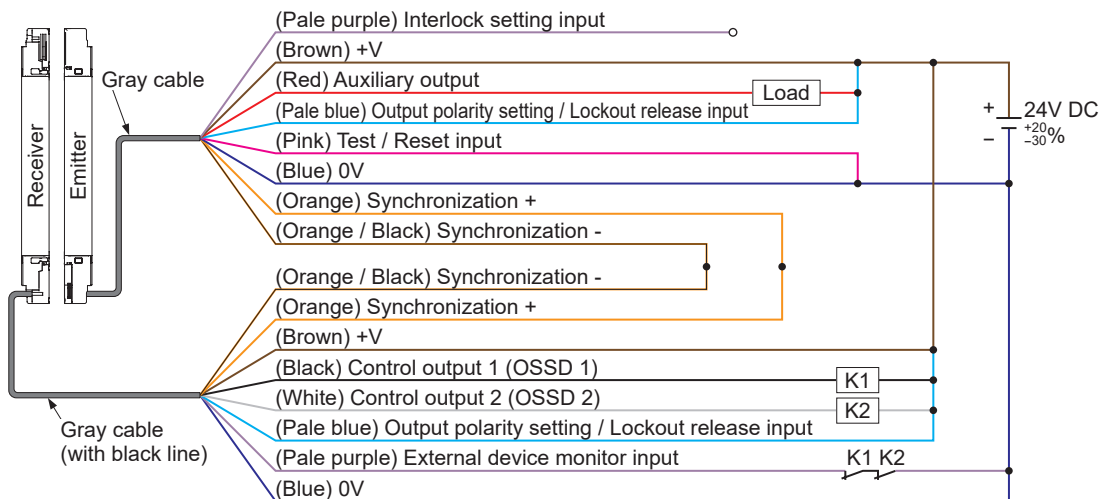 (Pale purple) Interlock setting input
(Brown) +V
Gray cable
(Red) Auxiliary output
Load
(Pale blue) Output polarity setting / Lockout release input
+
24V DC
+20
–30%
–
(Pink) Test / Reset input
Receiver
Emitter
(Blue) 0V
(Orange) Synchronization +
(Orange / Black) Synchronization -
(Orange / Black) Synchronization -
(Orange) Synchronization +
(Brown) +V
(Black) Control output 1 (OSSD 1)
K1
(White) Control output 2 (OSSD 2)
K2
(Pale blue) Output polarity setting / Lockout release input
Gray cable
(with black line)
(Pale purple) External device monitor input
K1 K2
(Blue) 0V